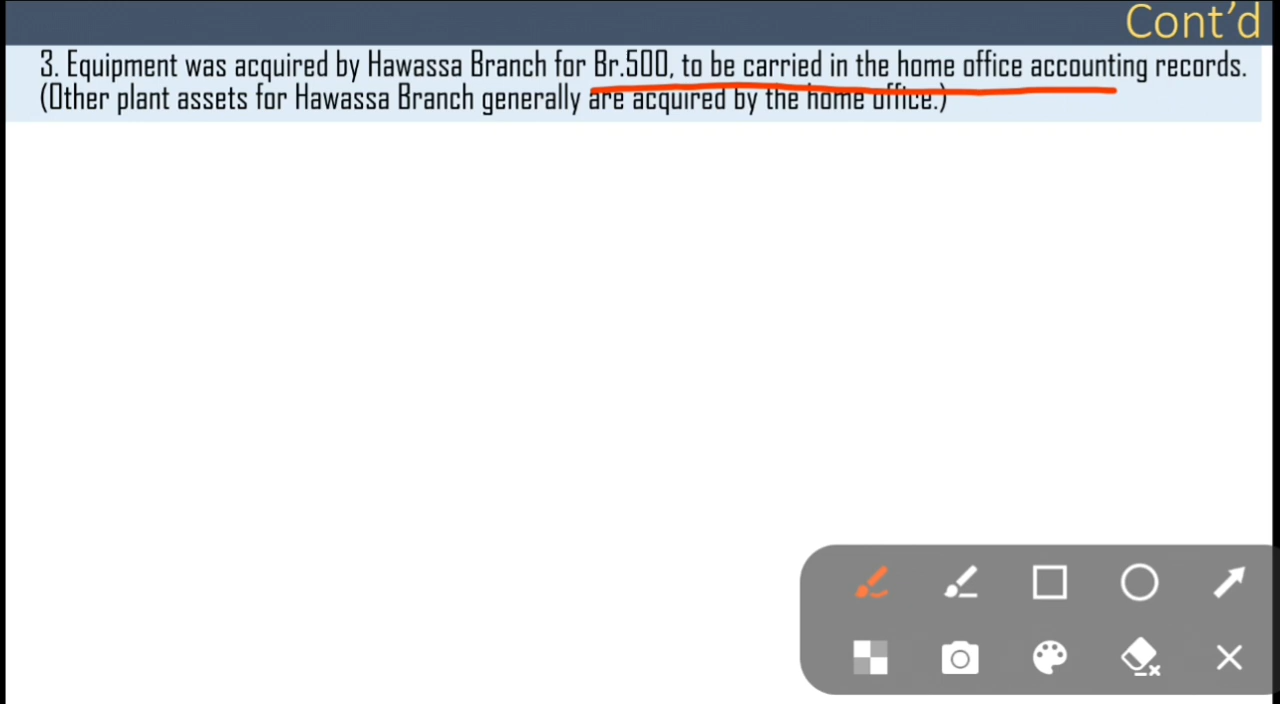 Cont'd
3. Equipment was acquired by Hawassa Branch for Br.500, to be carried in the home office accounting records.
(Other plant assets for Hawassa Branch generally are acquired by the home office.)